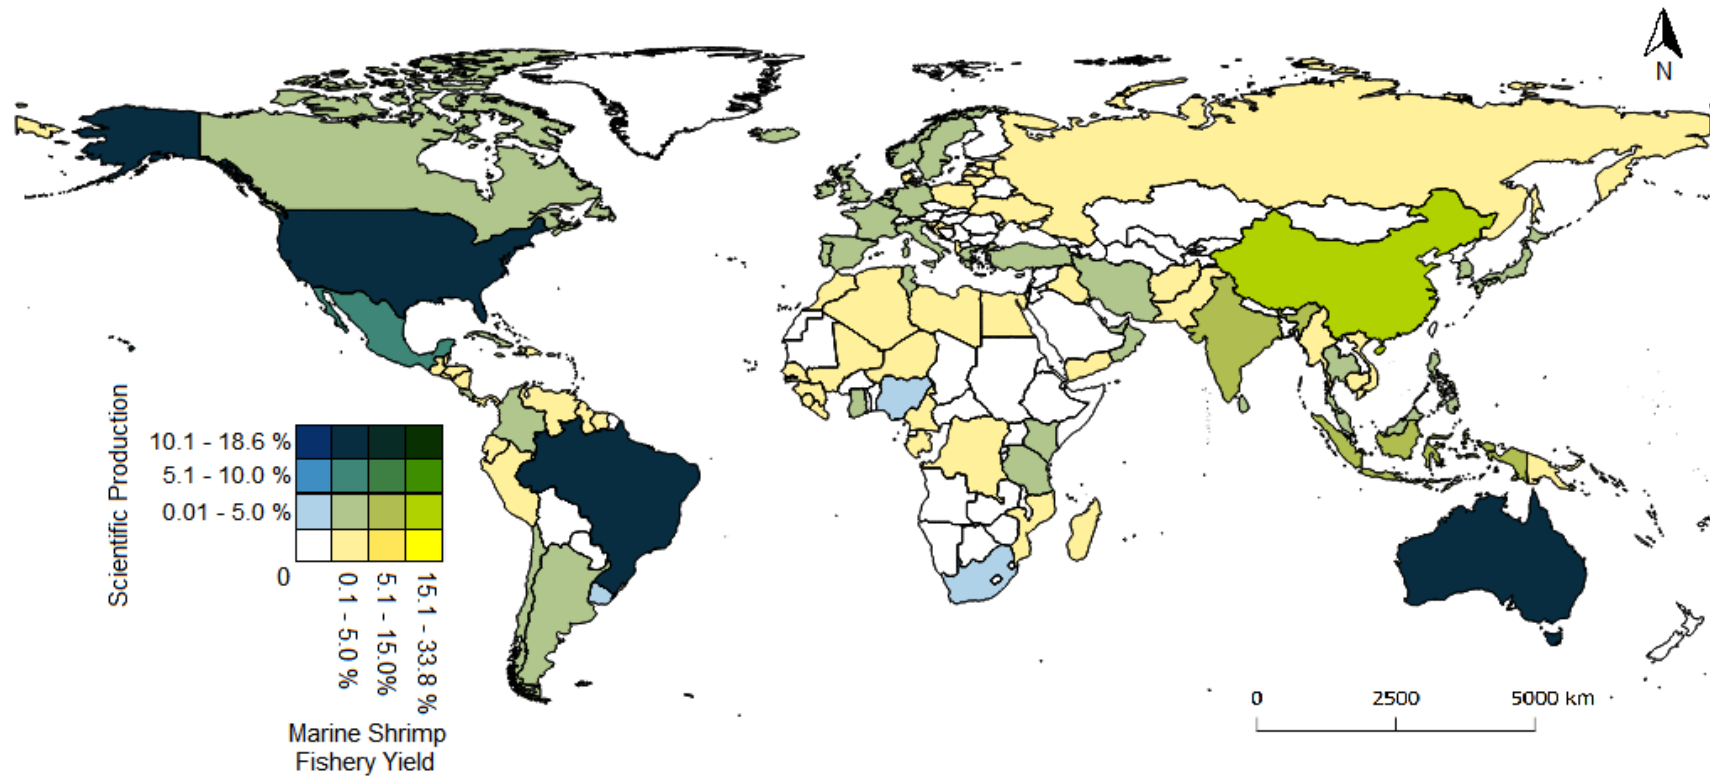 N
Scientific Production
10.1 - 18.6 %
5.1 - 10.0 %
0.01 - 5.0 %
0
0.1 - 5.0 %
5.1 - 15.0%
15.1 - 33.8 %
Marine Shrimp
Fishery Yield
0 2500 5000 km